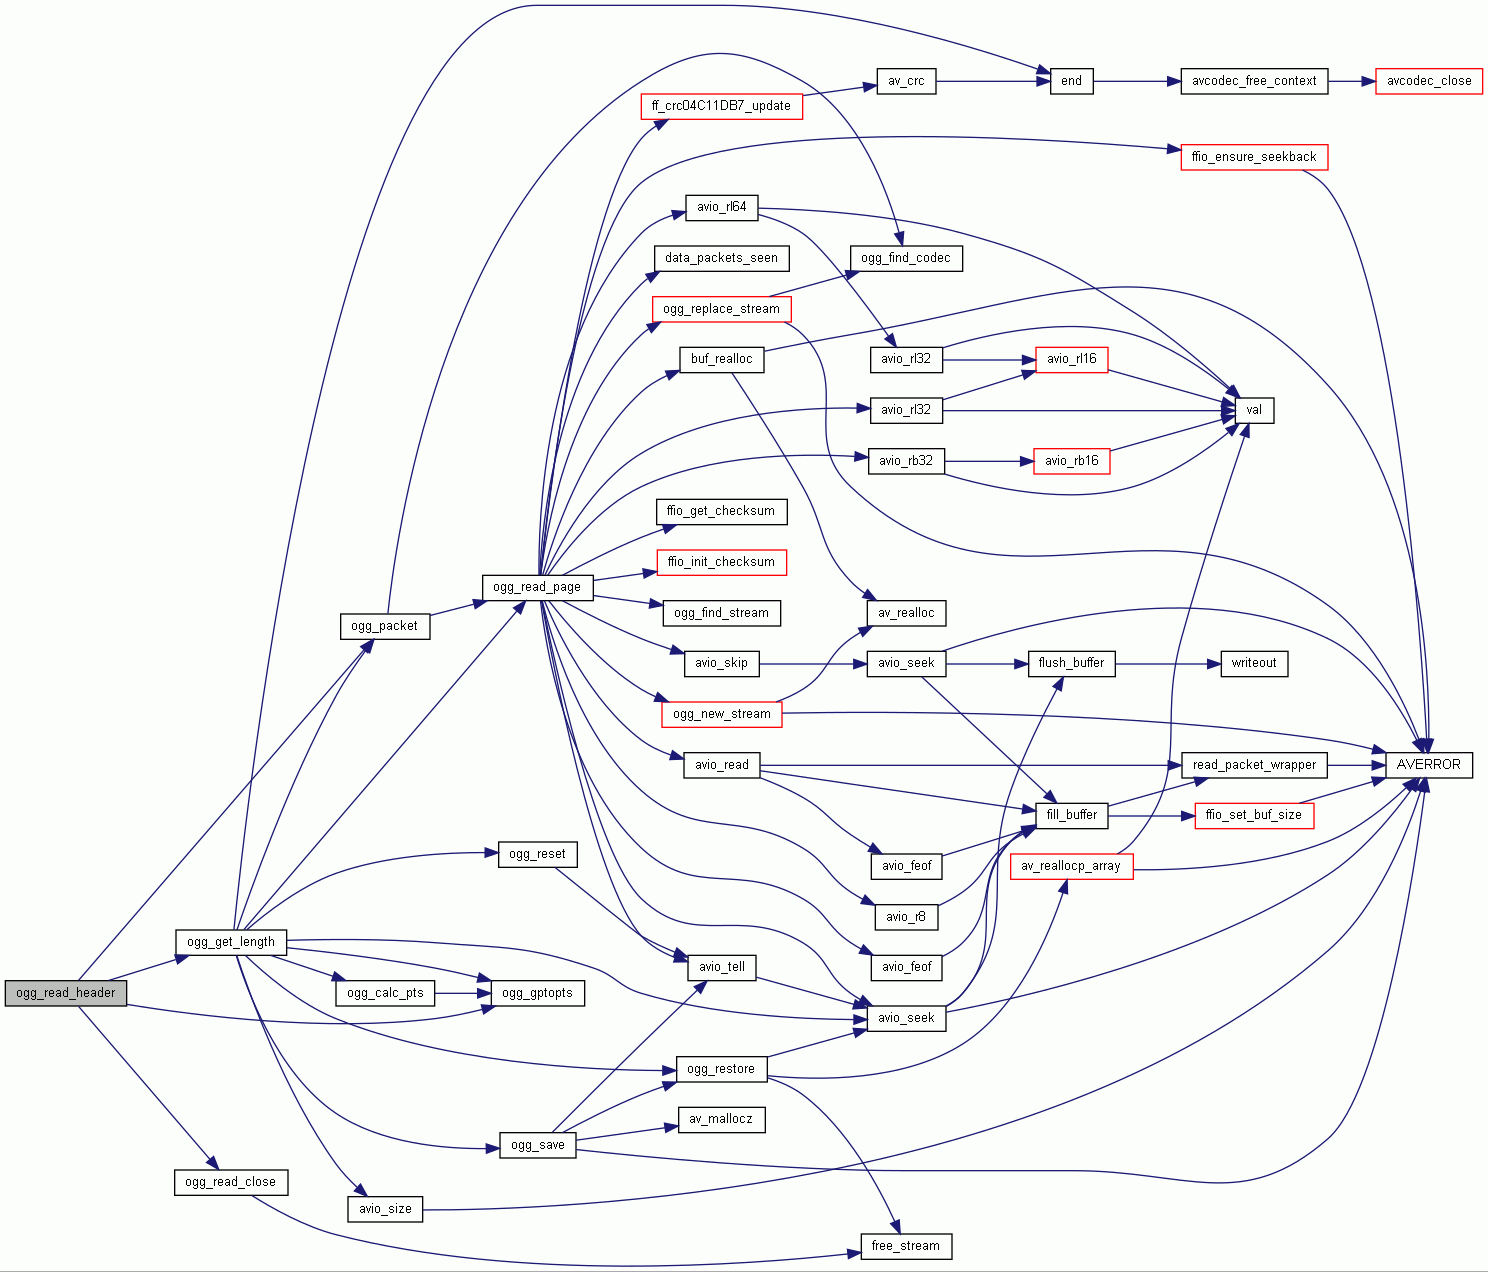 end
avcodec_free_context
avcodec_close
av_crc
ff_crc04C11DB7_update
ffio_ensure_seekback
avio_rl64
data_packets_seen
ogg_find_codec
ogg_replace_stream
buf_realloc
avio_rl32
avio_rl16
avio_rl32
val
avio_rb32
avio_rb16
ffio_get_checksum
ffio_init_checksum
ogg_read_page
ogg_find_stream
av_realloc
ogg_packet
avio_skip
avio_seek
flush_buffer
writeout
ogg_new_stream
avio_read
read_packet_wrapper
AVERROR
fill_buffer
ffio_set_buf_size
ogg_reset
avio_feof
av_reallocp_array
avio_r8
ogg_get_length
avio_tell
avio_feof
ogg_read_header
ogg_calc_pts
ogg_gptopts
avio_seek
ogg_restore
av_mallocz
ogg_save
ogg_read_close
avio_size
free_stream